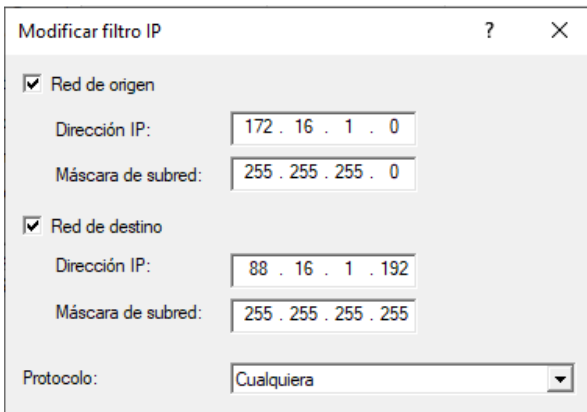 Modificar filtro IP ? ×
Red de origen
Dirección IP: 172 . 16 . 1 . 0
Máscara de subred: 255 . 255 . 255 . 0
Red de destino
Dirección IP: 88 . 16 . 1 . 192
Máscara de subred: 255 . 255 . 255 . 255
Protocolo: Cualquiera